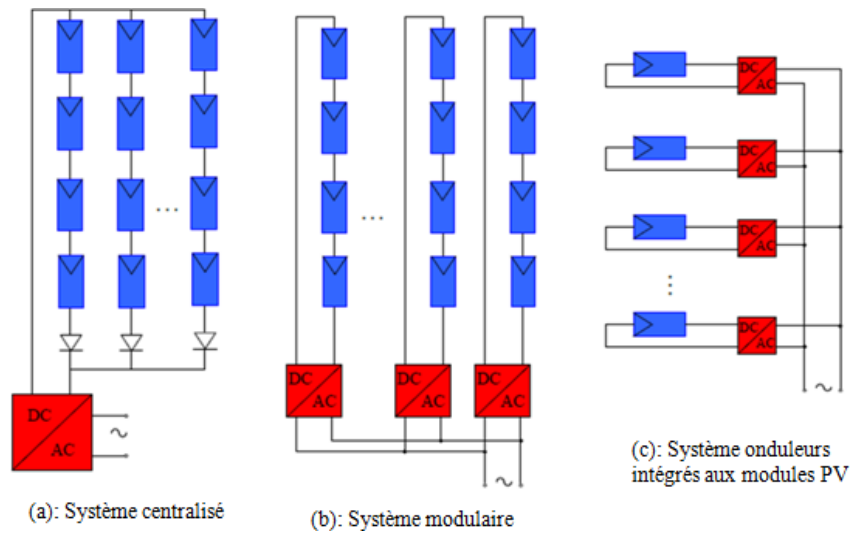 ...
DC
AC
~
(a): Système centralisé
...
DC
AC
DC
AC
DC
AC
~
(b): Système modulaire
DC
AC
DC
AC
DC
AC
...
DC
AC
~
(c): Système onduleurs
intégrés aux modules PV